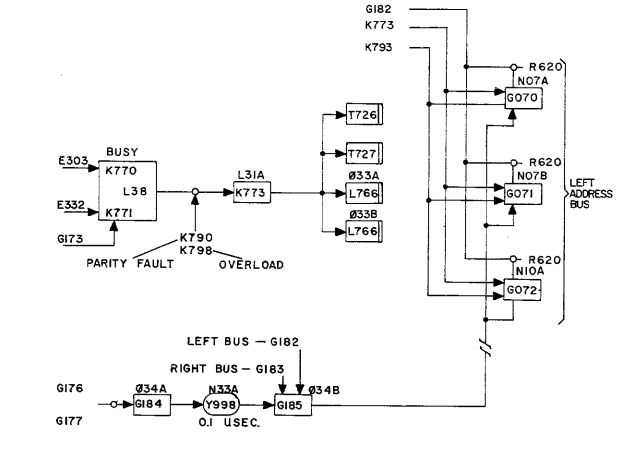 G182
K773
K793
R620
N07A
G070
T726
BUSY
T727
E303
K770
L31A
Ø33A
R620
L38
K773
L766
N07B
G071
LEFT
ADDRESS
BUS
E332
K771
Ø33B
L766
G173
K790
K798
PARITY FAULT
OVERLOAD
R620
N10A
G072
LEFT BUS — G182
RIGHT BUS — G183
G176
Ø34A
N33A
Ø34B
G184
Y998
G185
G177
0.1 USEC.